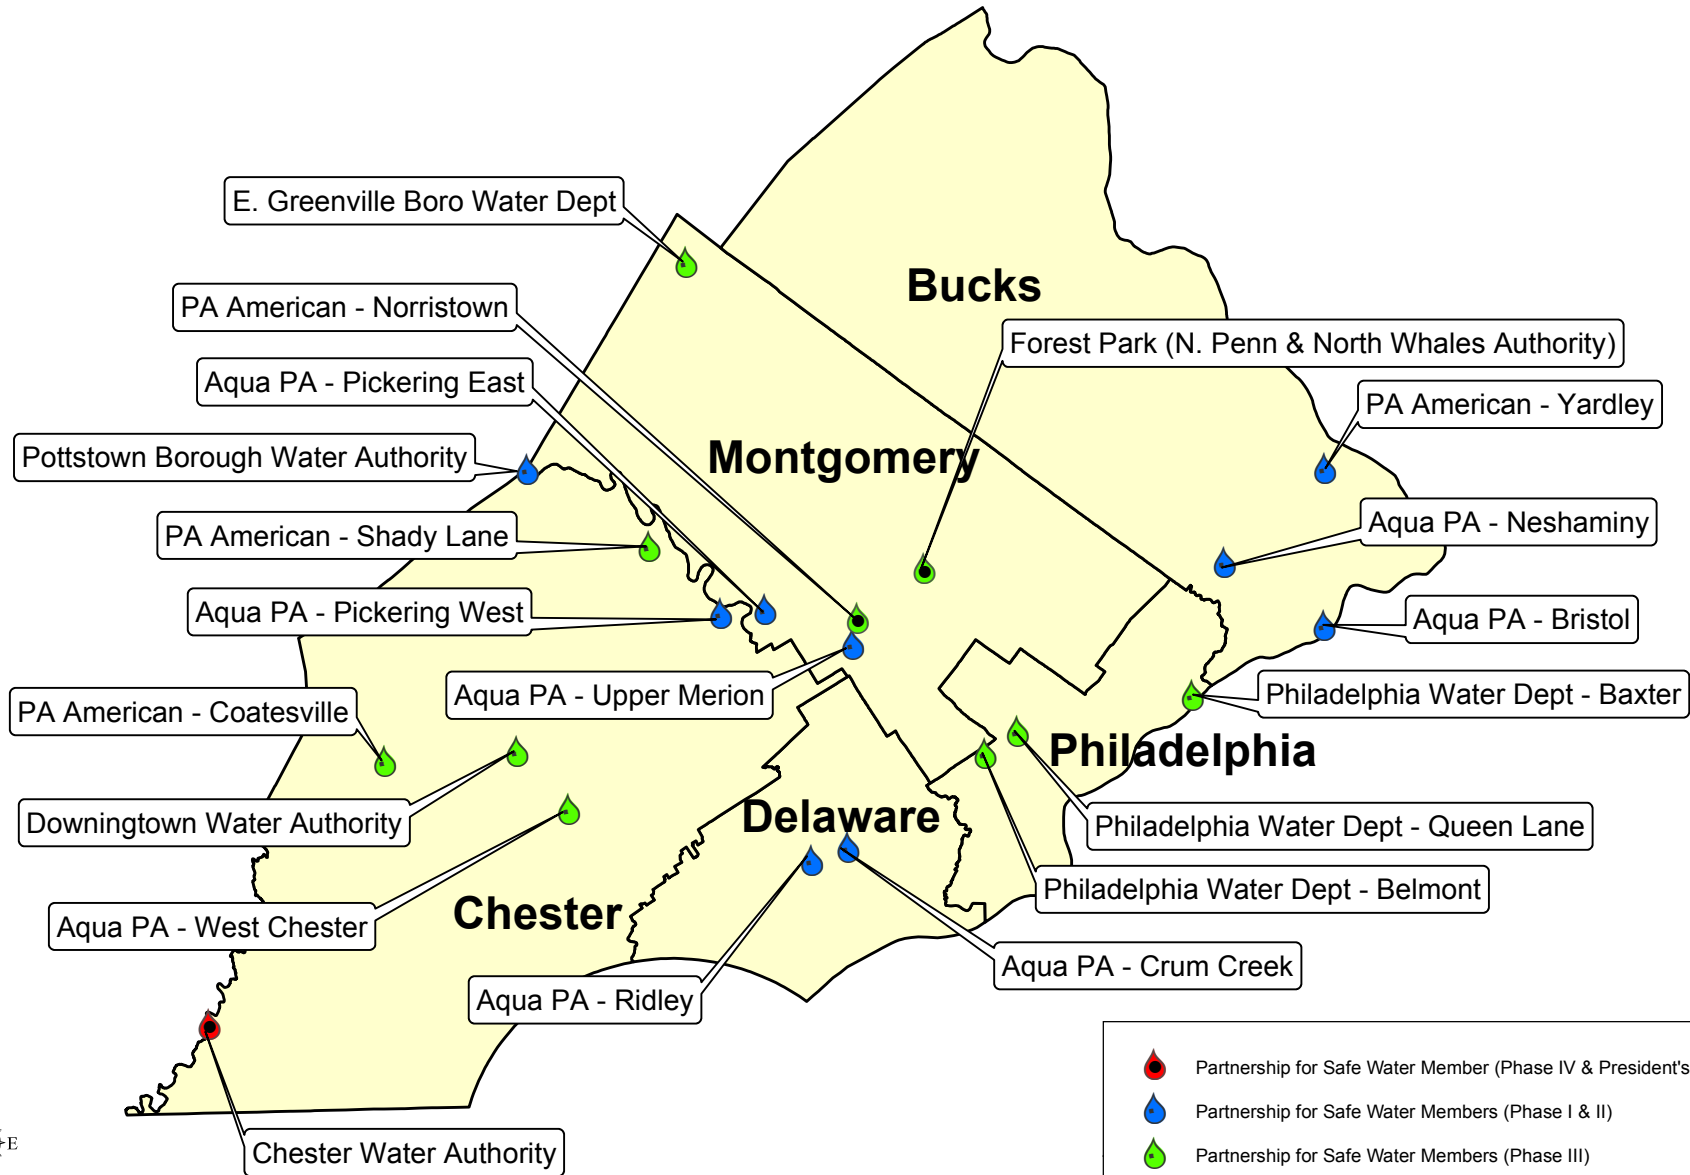 E. Greenville Boro Water Dept
Bucks
PA American - Norristown
Forest Park (N. Penn & North Whales Authority)
Aqua PA - Pickering East
PA American - Yardley
Pottstown Borough Water Authority
Montgomery
PA American - Shady Lane
Aqua PA - Neshaminy
Aqua PA - Pickering West
Aqua PA - Bristol
Aqua PA - Upper Merion
Philadelphia Water Dept - Baxter
PA American - Coatesville
Philadelphia
Downingtown Water Authority
Delaware
Philadelphia Water Dept - Queen Lane
Philadelphia Water Dept - Belmont
Aqua PA - West Chester
Chester
Aqua PA - Crum Creek
Aqua PA - Ridley
Partnership for Safe Water Member (Phase IV & President's
Partnership for Safe Water Members (Phase I & II)
E
Chester Water Authority
Partnership for Safe Water Members (Phase III)